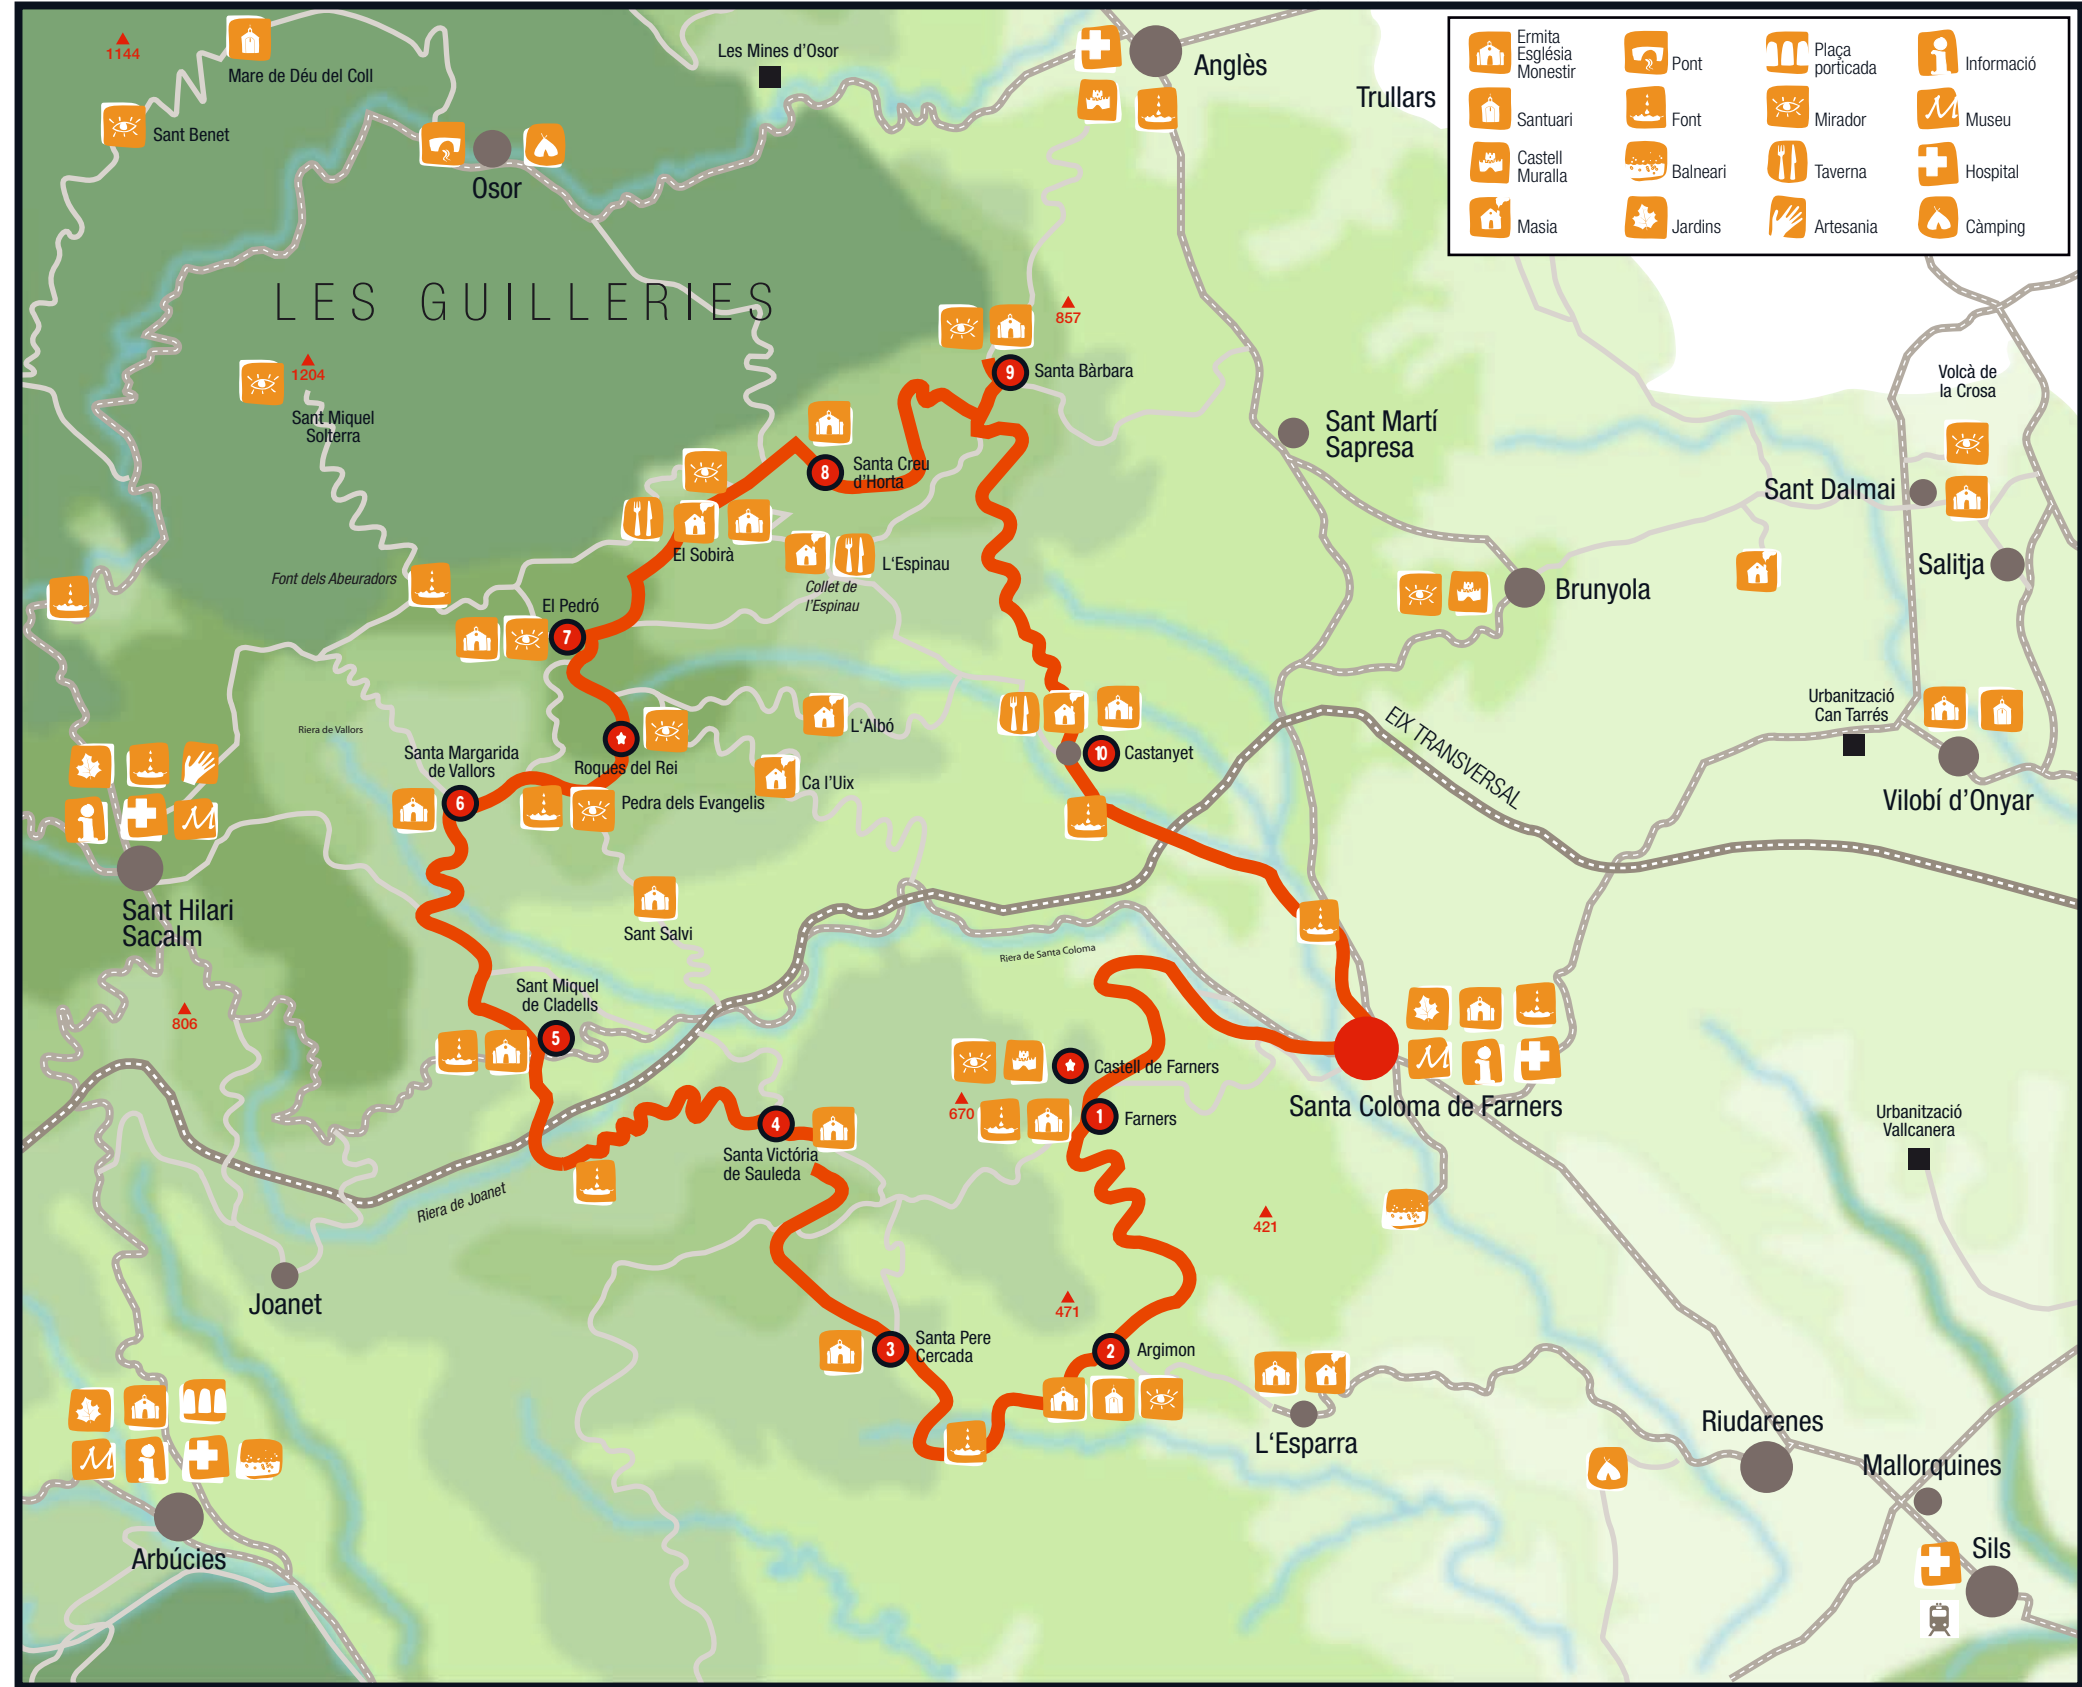 1144
Mare de Déu del Coll
Sant Benet
Les Mines d'Osor
Osor
Anglès
Trullars
Ermita
Església
Monestir
Santuari
Castell
Muralla
Masia
Pont
Font
Balneari
Jardins
Plaça
porticada
Mirador
Taverna
Artesania
Informació
Museu
Hospital
Càmping
LES GUILLERIES
1204
Sant Miquel
Solterra
857
9
Santa Bàrbara
8
Santa Creu
d'Horta
Sant Martí
Sapresa
Volcà de
la Crosa
Sant Dalmai
Salitja
El Sobirà
L'Espinau
Collet de
l'Espinau
Font dels Abeuradors
El Pedró
7
Brunyola
Riera de Vallors
Santa Margarida
de Vallors
6
Roques del Rei
L'Albó
Ca l'Uix
Pedra dels Evangelis
10
Castanyet
EIX TRANSVERSAL
Urbanització
Can Tarrés
Vilobí d'Onyar
Sant Hilari
Sacalm
Sant Salvi
Riera de Santa Coloma
806
Sant Miquel
de Cladells
5
Castell de Farners
670
1
Farners
Santa Coloma de Farners
4
Santa Victória
de Sauleda
Urbanització
Vallcanera
Riera de Joanet
421
Joanet
471
3
Santa Pere
Cercada
2
Argimon
L'Esparra
Riudarenes
Mallorquines
Sils
Arbúcies